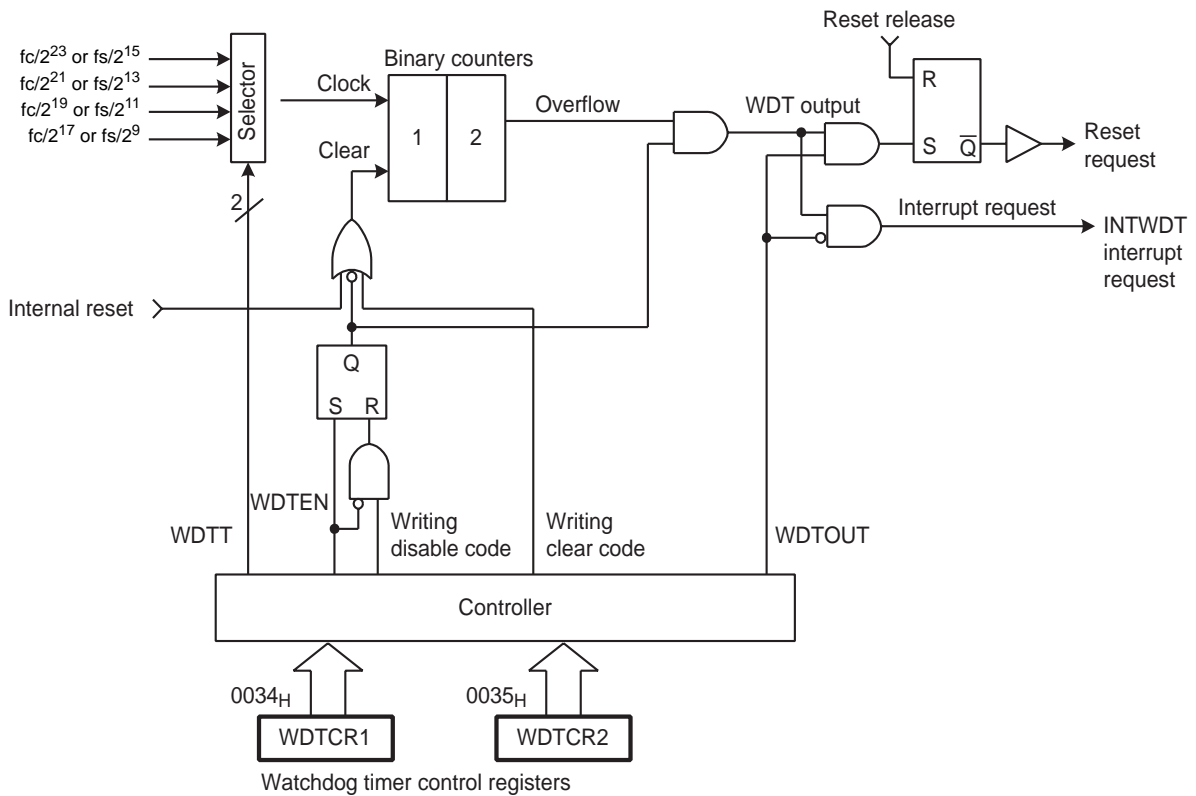 Reset release
fc/2^23 or fs/2^15
fc/2^21 or fs/2^13
fc/2^19 or fs/2^11
fc/2^17 or fs/2^9
Selector
Binary counters
Clock
Clear
1
2
Overflow
WDT output
R
S
Q̅
Reset
request
2
Interrupt request
INTWDT
interrupt
request
Internal reset
Q
S
R
WDTEN
WDTT
Writing
disable code
Writing
clear code
WDTOUT
Controller
0034H
0035H
WDTCR1
WDTCR2
Watchdog timer control registers